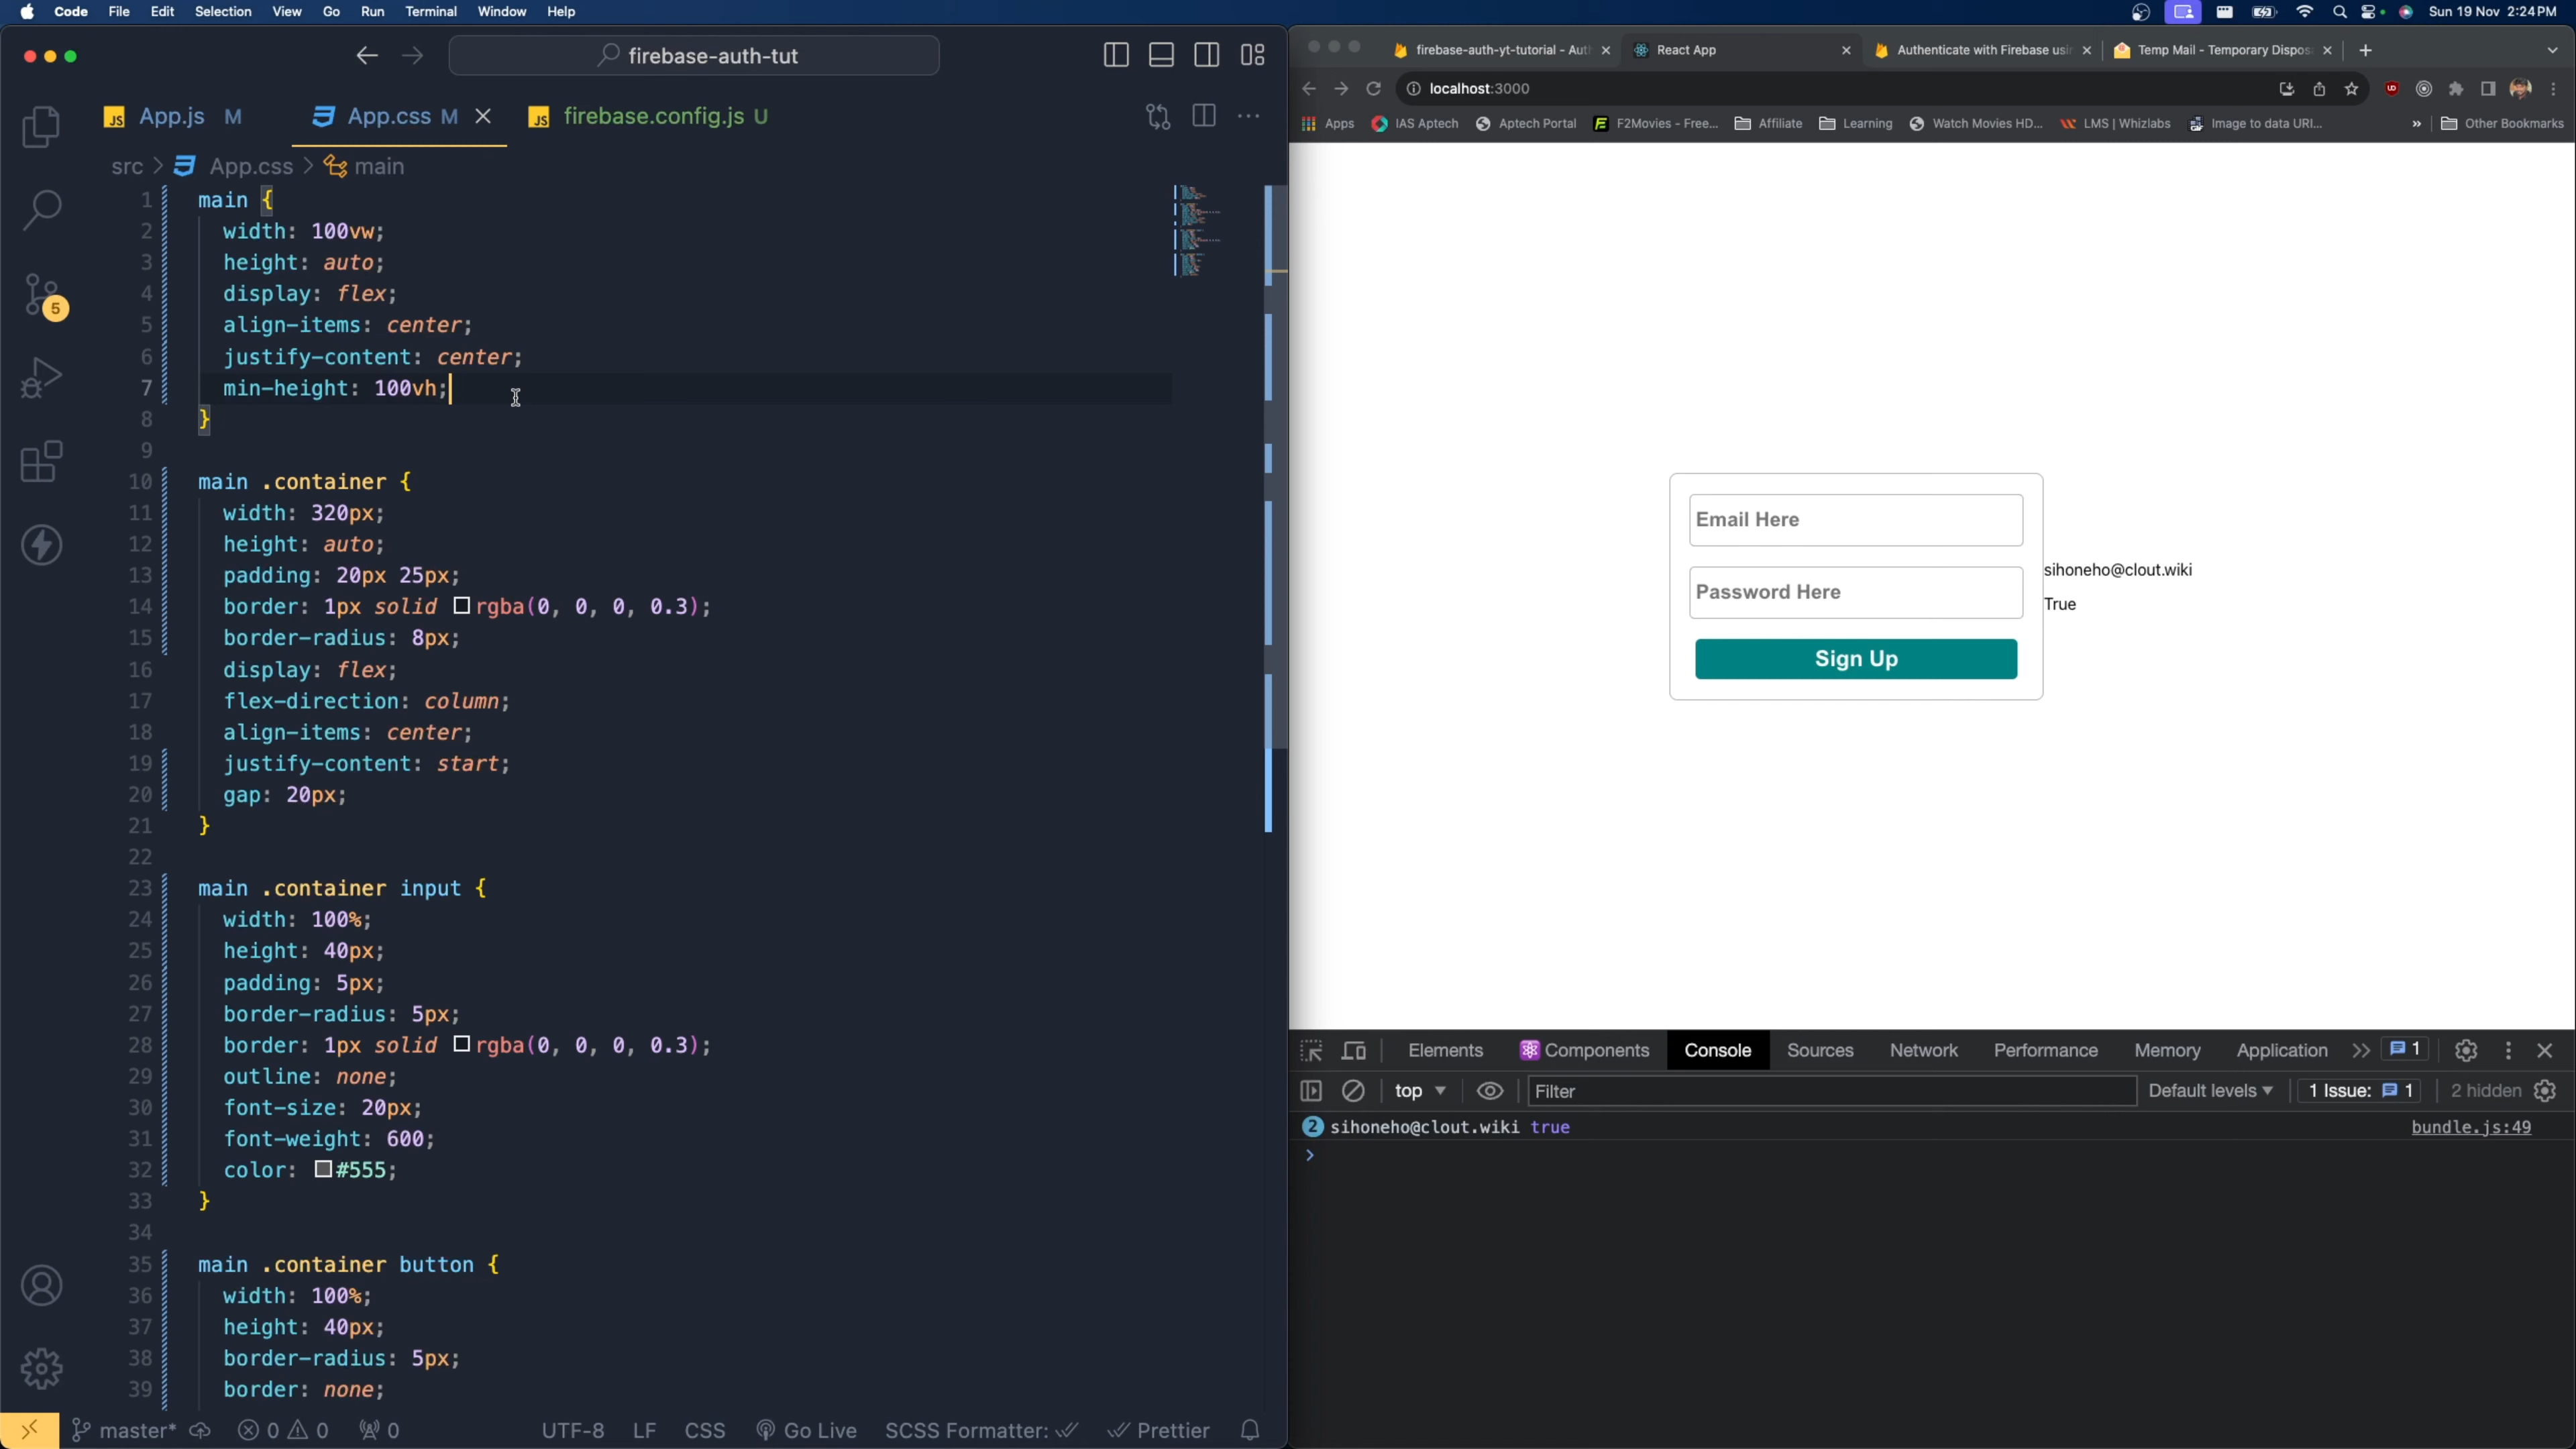 Code File Edit Selection View Go Run Terminal Window Help
Sun 19 Nov 2:24 PM
firebase-auth-tut
App.js M
App.css M
firebase.config.js U
src > App.css > main
5
1 main {
2 width: 100vw;
3 height: auto;
4 display: flex;
5 align-items: center;
6 justify-content: center;
7 min-height: 100vh;
8 }
9
10 main .container {
11 width: 320px;
12 height: auto;
13 padding: 20px 25px;
14 border: 1px solid rgba(0, 0, 0, 0.3);
15 border-radius: 8px;
16 display: flex;
17 flex-direction: column;
18 align-items: center;
19 justify-content: start;
20 gap: 20px;
21 }
22
23 main .container input {
24 width: 100%;
25 height: 40px;
26 padding: 5px;
27 border-radius: 5px;
28 border: 1px solid rgba(0, 0, 0, 0.3);
29 outline: none;
30 font-size: 20px;
31 font-weight: 600;
32 color: #555;
33 }
34
35 main .container button {
36 width: 100%;
37 height: 40px;
38 border-radius: 5px;
39 border: none;
master* 0 0 0 UTF-8 LF CSS Go Live SCSS Formatter: Prettier
firebase-auth-yt-tutorial - Aut
React App
Authenticate with Firebase usi
Temp Mail - Temporary Dispos
localhost:3000
Apps IAS Aptech Aptech Portal F2Movies - Free... Affiliate Learning Watch Movies HD... LMS | Whizlabs Image to data URI... » Other Bookmarks
Email Here
Password Here
Sign Up
sihoneho@clout.wiki
True
Elements Components Console Sources Network Performance Memory Application 1
top Filter Default levels 1 Issue: 1 2 hidden
2 sihoneho@clout.wiki true bundle.js:49